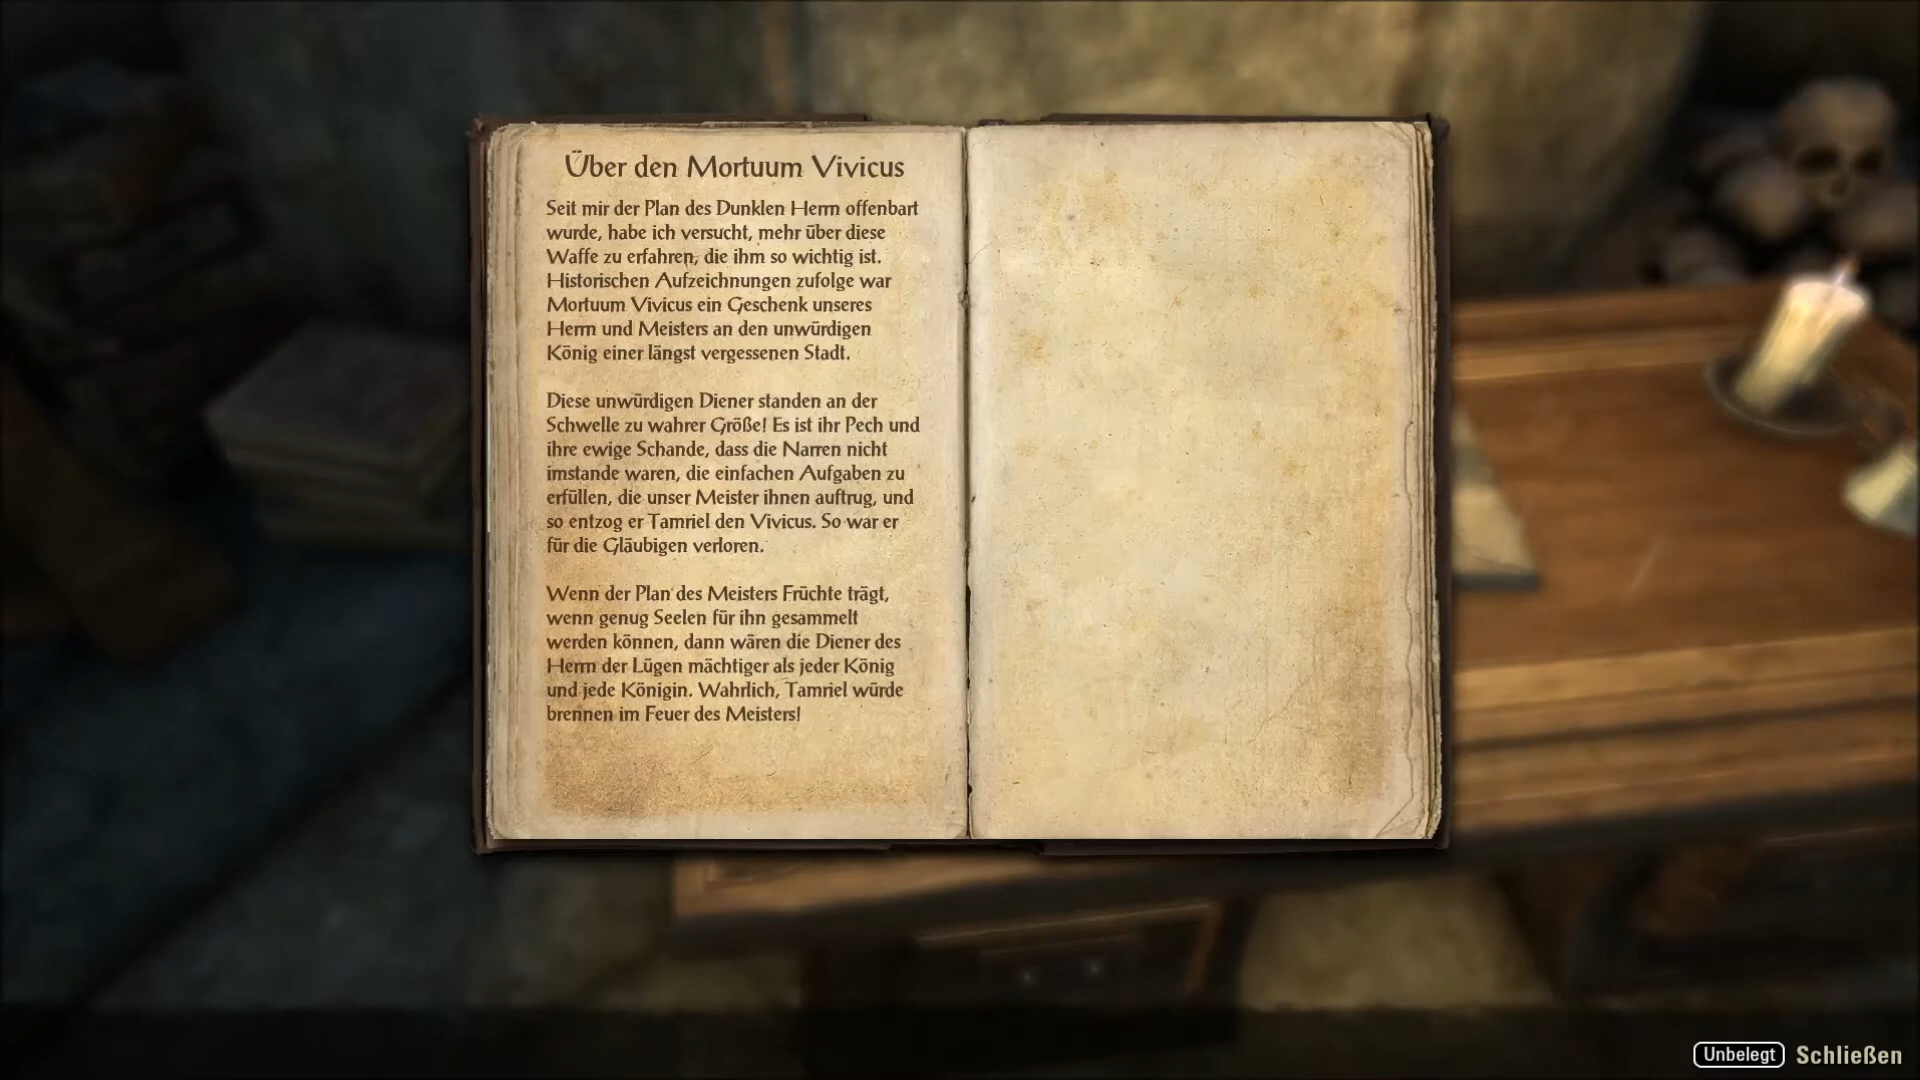 Über den Mortuum Vivicus
Seit mir der Plan des Dunklen Herrn offenbart
wurde, habe ich versucht, mehr über diese
Waffe zu erfahren, die ihm so wichtig ist.
Historischen Aufzeichnungen zufolge war
Mortuum Vivicus ein Geschenk unseres
Herrn und Meisters an den unwürdigen
König einer längst vergessenen Stadt.
Diese unwürdigen Diener standen an der
Schwelle zu wahrer Größe! Es ist ihr Pech und
ihre ewige Schande, dass die Narren nicht
imstande waren, die einfachen Aufgaben zu
erfüllen, die unser Meister ihnen auftrug, und
so entzog er Tamriel den Vivicus. So war er
für die Gläubigen verloren.
Wenn der Plan des Meisters Früchte trägt,
wenn genug Seelen für ihn gesammelt
werden können, dann wären die Diener des
Herrn der Lügen mächtiger als jeder König
und jede Königin. Wahrlich, Tamriel würde
brennen im Feuer des Meisters!
Unbelegt Schließen